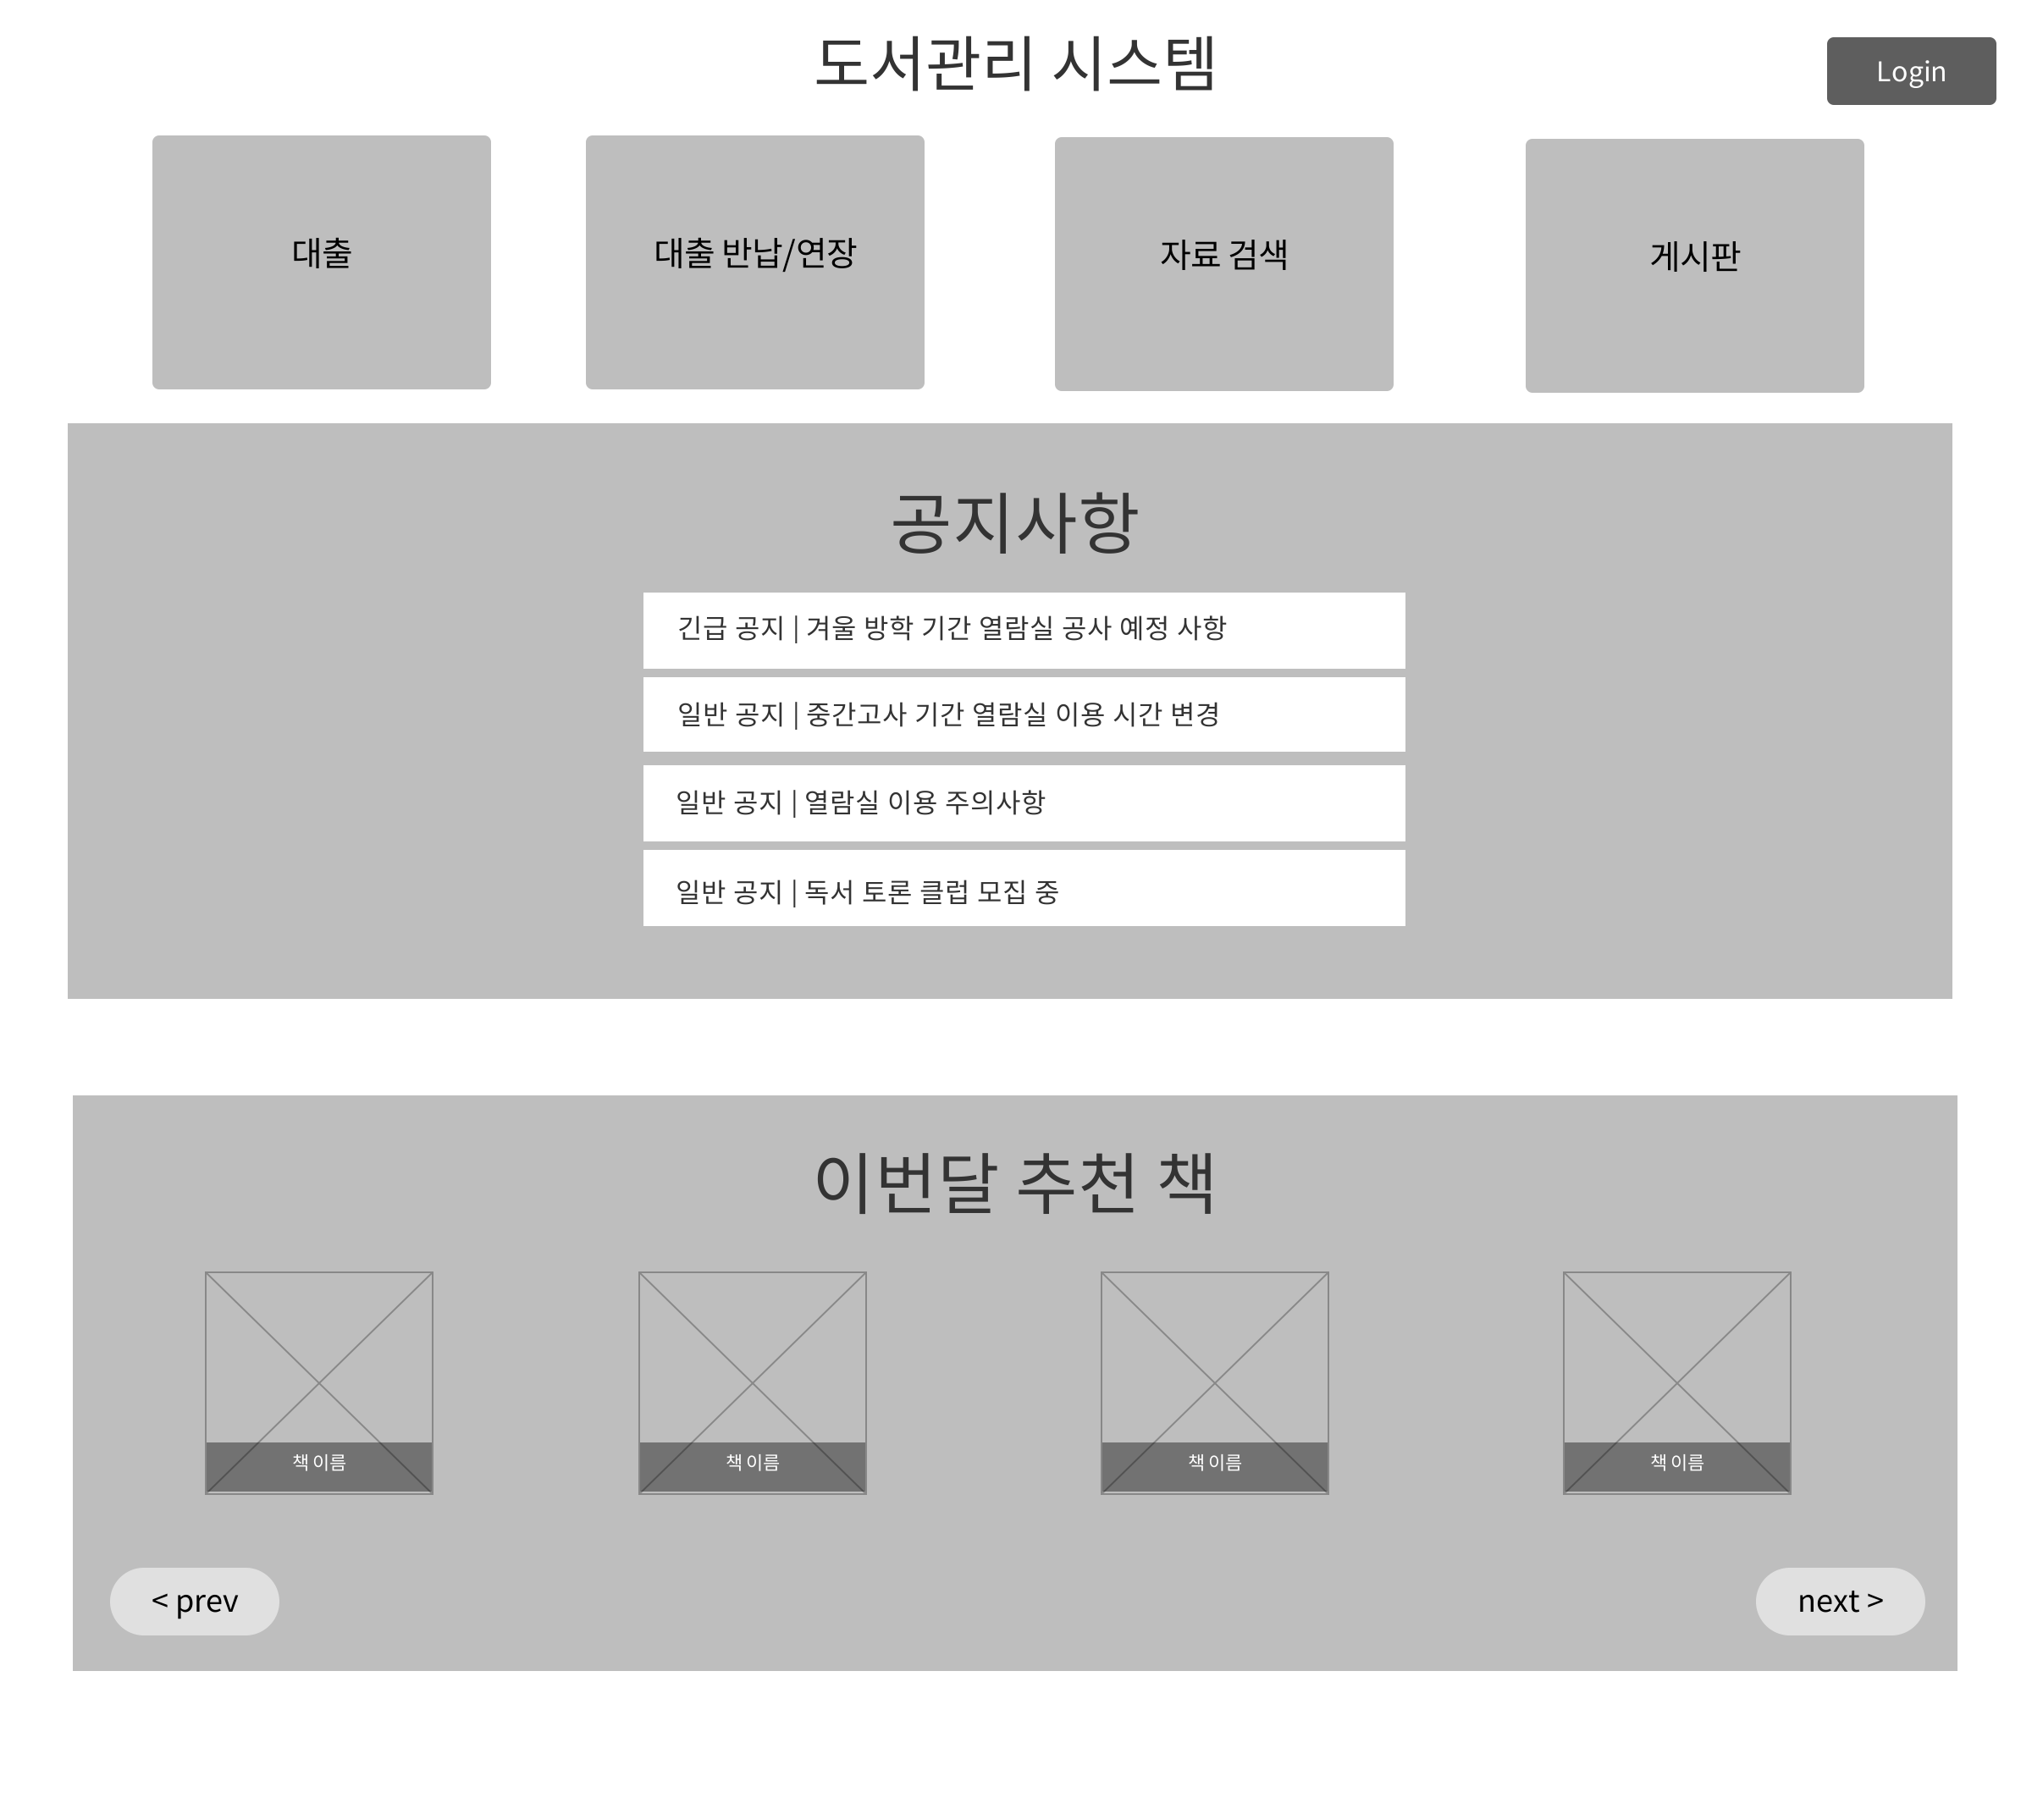 도서관리 시스템
Login
대출
대출 반납/연장
자료 검색
게시판
공지사항
긴급 공지 | 겨울 방학 기간 열람실 공사 예정 사항
일반 공지 | 중간고사 기간 열람실 이용 시간 변경
일반 공지 | 열람실 이용 주의사항
일반 공지 | 독서 토론 클럽 모집 중
이번달 추천 책
책 이름
책 이름
책 이름
책 이름
< prev
next >